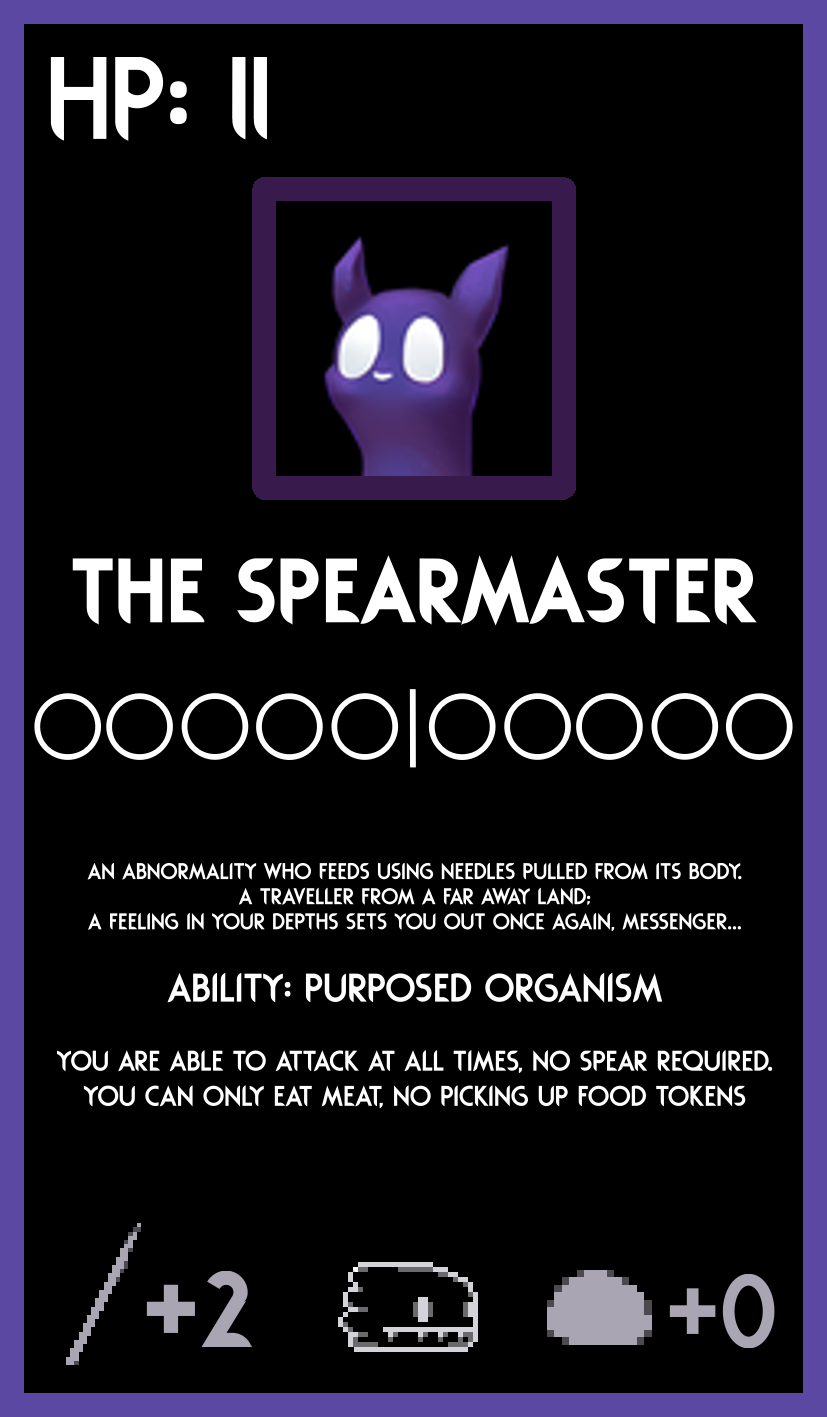 HP: 11
THE SPEARMASTER
○○○○○|○○○○○
AN ABNORMALITY WHO FEEDS USING NEEDLES PULLED FROM ITS BODY.
A TRAVELLER FROM A FAR AWAY LAND;
A FEELING IN YOUR DEPTHS SETS YOU OUT ONCE AGAIN, MESSENGER...
ABILITY: PURPOSED ORGANISM
YOU ARE ABLE TO ATTACK AT ALL TIMES, NO SPEAR REQUIRED.
YOU CAN ONLY EAT MEAT, NO PICKING UP FOOD TOKENS
+2 +0